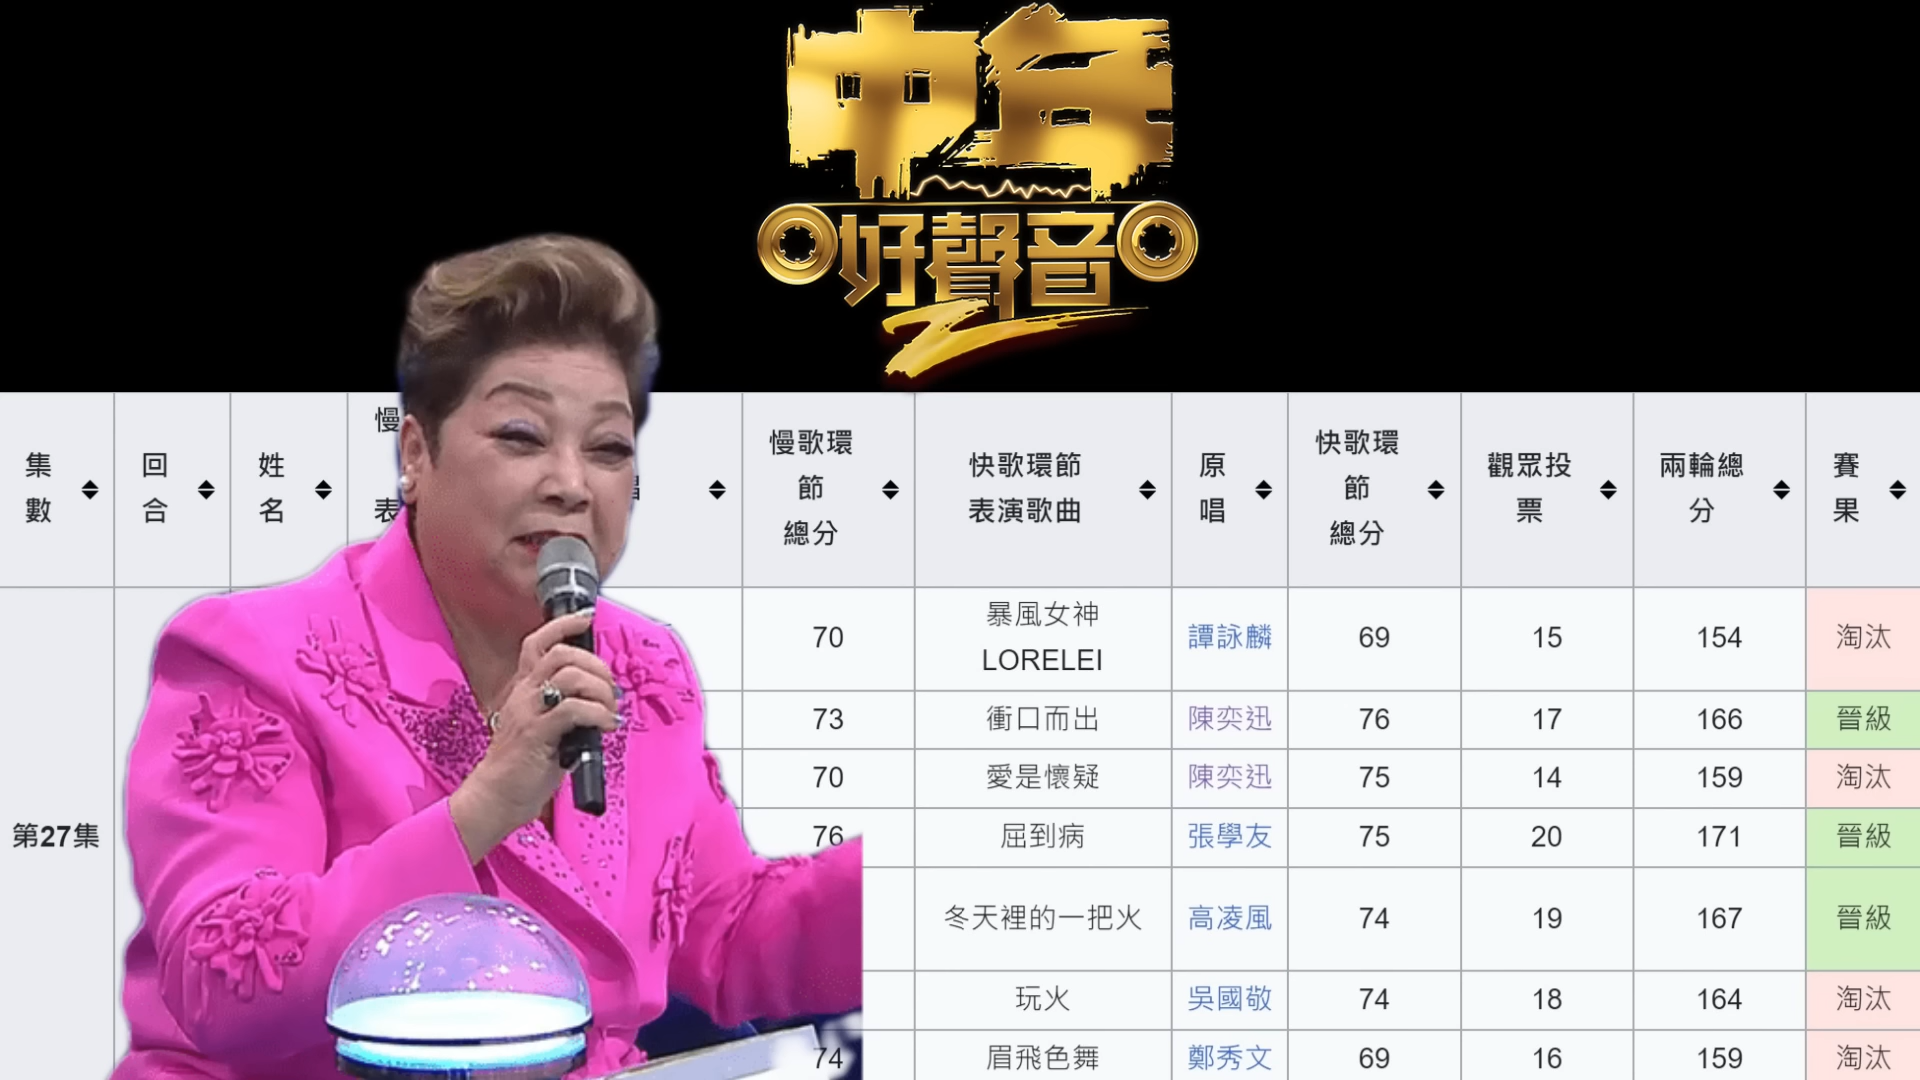 中年
好聲音
2
集
數
回
合
姓
名
慢
表
慢歌環
節
總分
快歌環節
表演歌曲
原
唱
快歌環
節
總分
觀眾投
票
兩輪總
分
賽
果
第27集
70
暴風女神
LORELEI
譚詠麟
69
15
154
淘汰
73
衝口而出
陳奕迅
76
17
166
晉級
70
愛是懷疑
陳奕迅
75
14
159
淘汰
76
屈到病
張學友
75
20
171
晉級
冬天裡的一把火
高凌風
74
19
167
晉級
玩火
吳國敬
74
18
164
淘汰
74
眉飛色舞
鄭秀文
69
16
159
淘汰